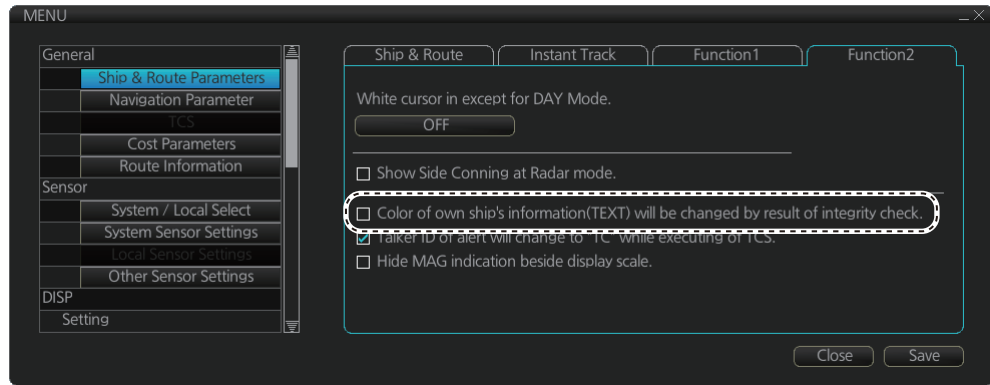 MENU
General
Ship & Route Parameters
Navigation Parameter
TCS
Cost Parameters
Route Information
Sensor
System / Local Select
System Sensor Settings
Local Sensor Settings
Other Sensor Settings
DISP
Setting
Ship & Route Instant Track Function1 Function2
White cursor in except for DAY Mode.
OFF
Show Side Conning at Radar mode.
Color of own ship's information(TEXT) will be changed by result of integrity check.
Talker ID of alert will change to "TC" while executing of TCS.
Hide MAG indication beside display scale.
Close Save